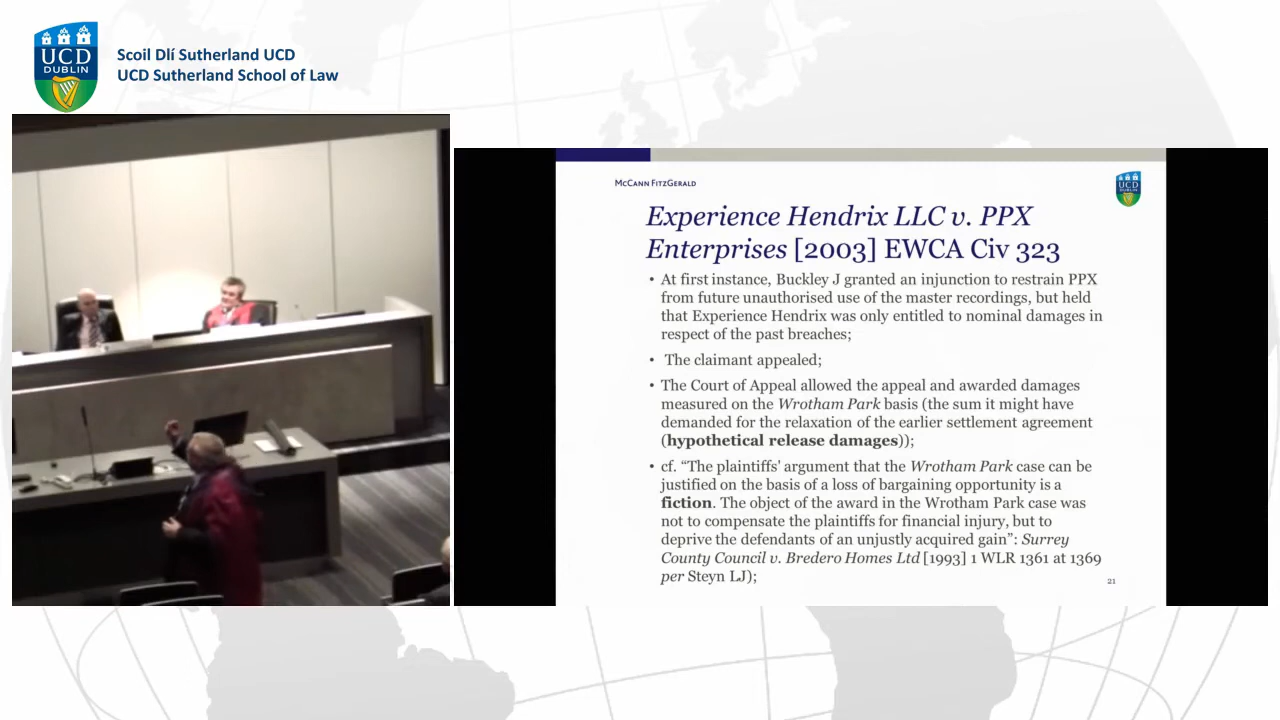 UCD
DUBLIN
Scoil Dlí Sutherland UCD
UCD Sutherland School of Law
McCann FitzGerald
UCD
DUBLIN
Experience Hendrix LLC v. PPX
Enterprises [2003] EWCA Civ 323
• At first instance, Buckley J granted an injunction to restrain PPX
from future unauthorised use of the master recordings, but held
that Experience Hendrix was only entitled to nominal damages in
respect of the past breaches;
• The claimant appealed;
• The Court of Appeal allowed the appeal and awarded damages
measured on the Wrotham Park basis (the sum it might have
demanded for the relaxation of the earlier settlement agreement
(hypothetical release damages));
• cf. “The plaintiffs' argument that the Wrotham Park case can be
justified on the basis of a loss of bargaining opportunity is a
fiction. The object of the award in the Wrotham Park case was
not to compensate the plaintiffs for financial injury, but to
deprive the defendants of an unjustly acquired gain”: Surrey
County Council v. Bredero Homes Ltd [1993] 1 WLR 1361 at 1369
per Steyn LJ);
21